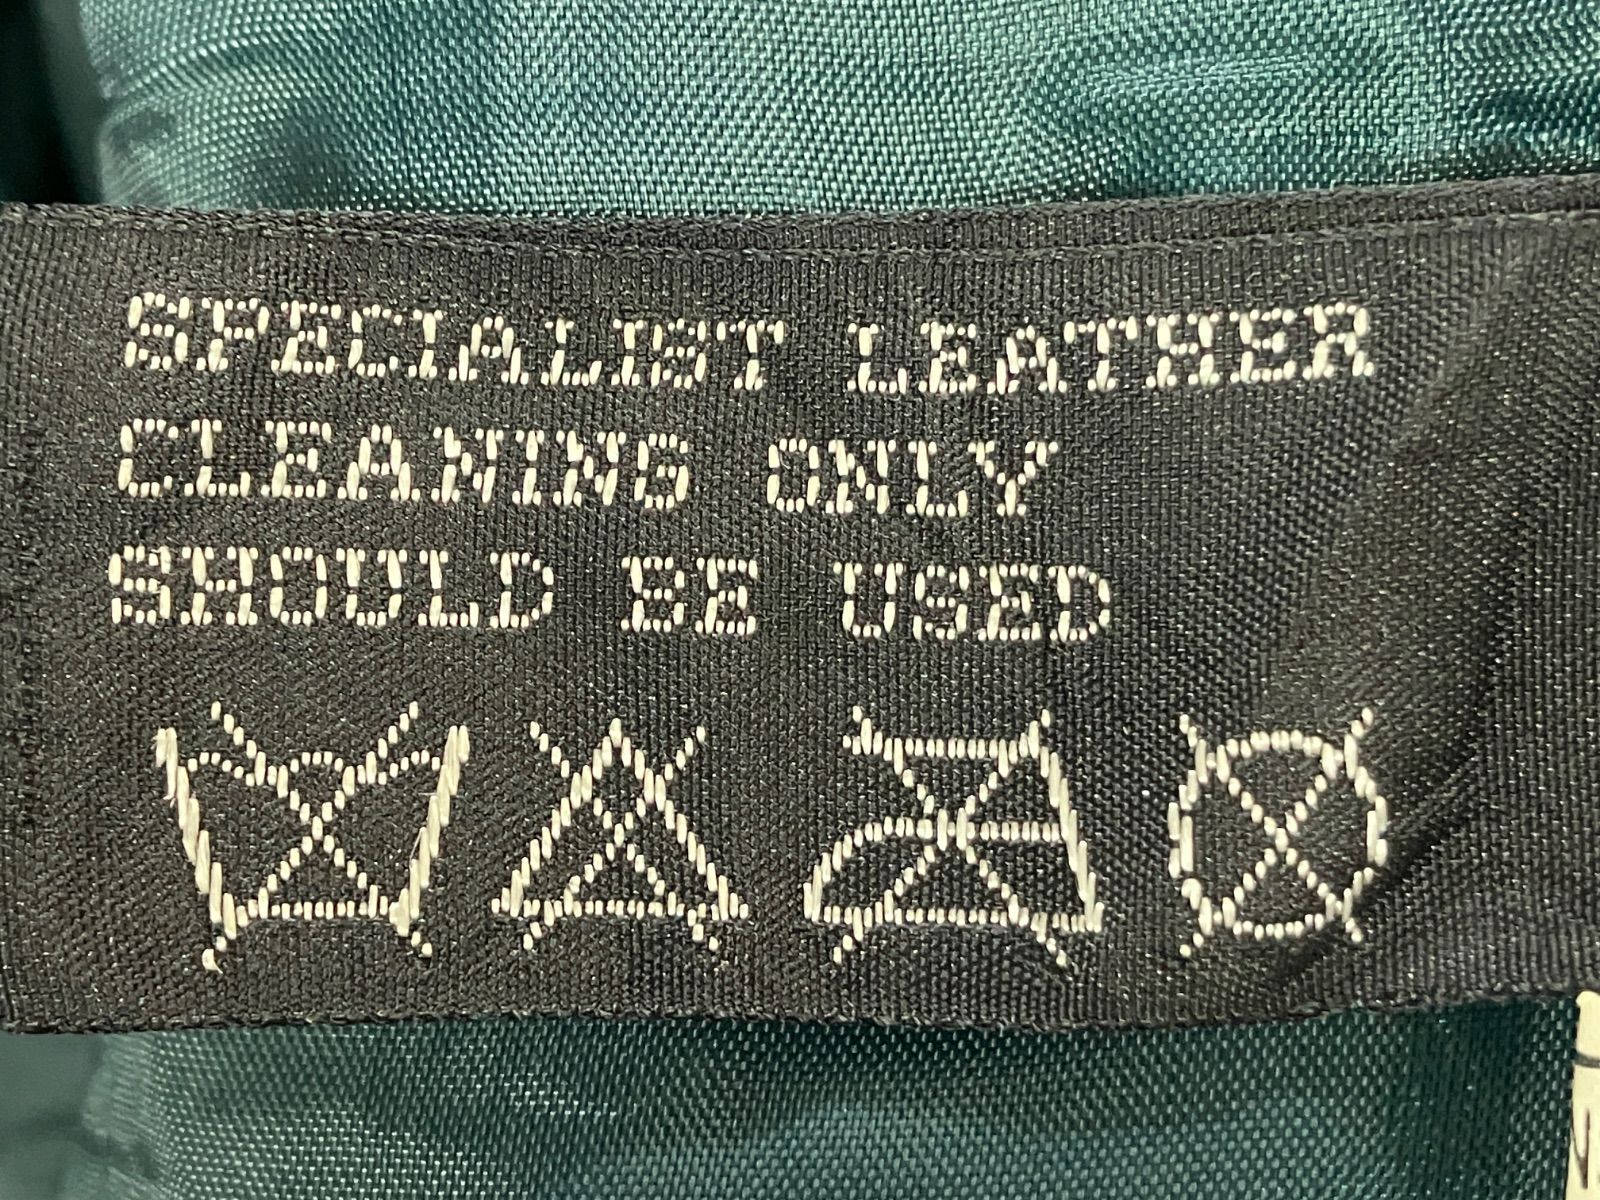 SPECIALIST LEATHER
CLEANING ONLY
SHOULD BE USED